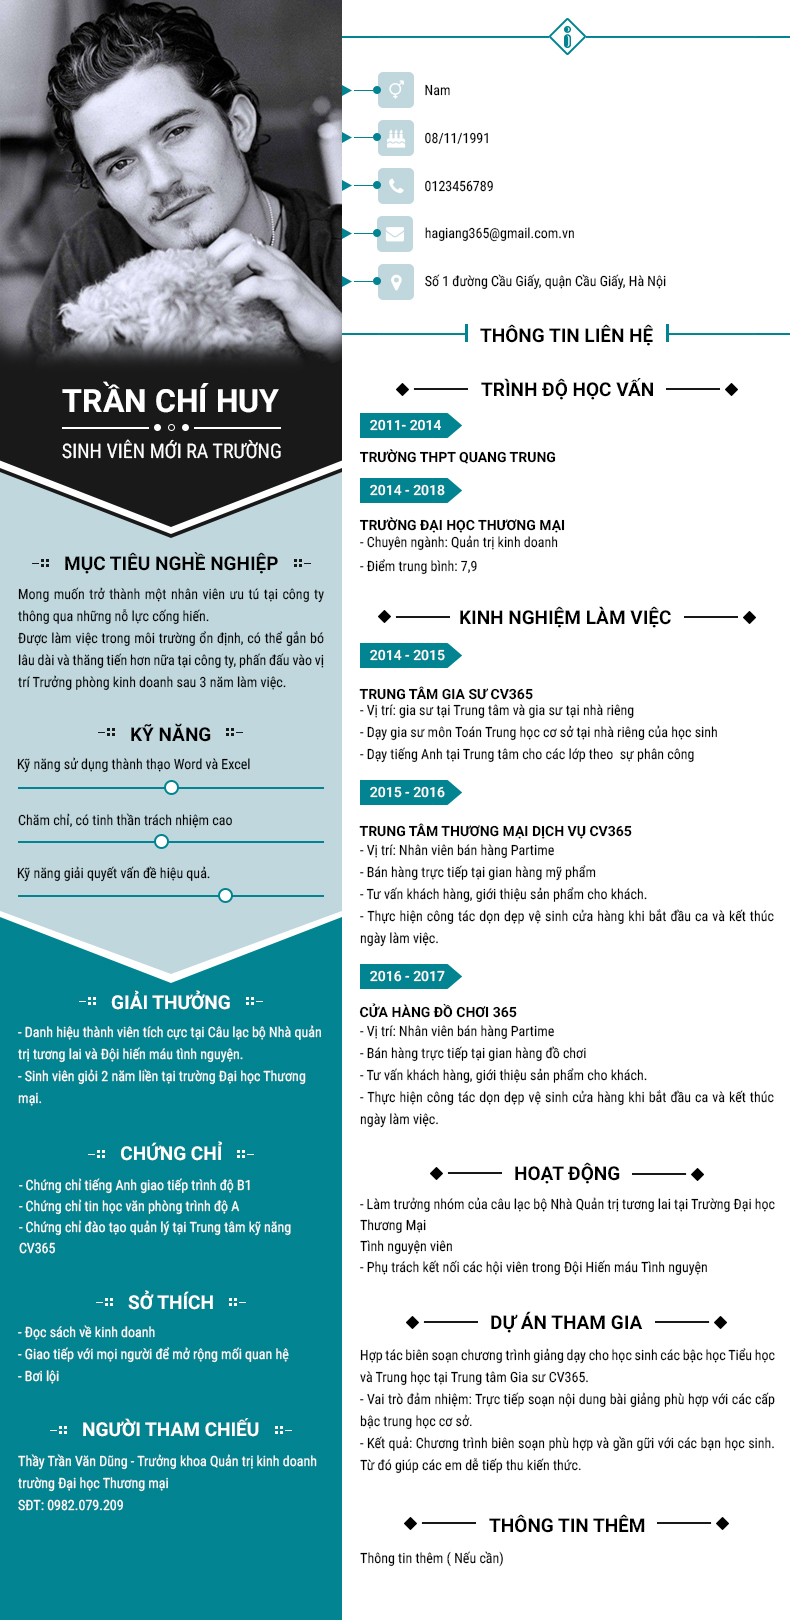 TRẦN CHÍ HUY
SINH VIÊN MỚI RA TRƯỜNG
MỤC TIÊU NGHỀ NGHIỆP
Mong muốn trở thành một nhân viên ưu tú tại công ty
thông qua những nỗ lực cống hiến.
Được làm việc trong môi trường ổn định, có thể gắn bó
lâu dài và thăng tiến hơn nữa tại công ty, phấn đấu vào vị
trí Trưởng phòng kinh doanh sau 3 năm làm việc.
KỸ NĂNG
Kỹ năng sử dụng thành thạo Word và Excel
Chăm chỉ, có tinh thần trách nhiệm cao
Kỹ năng giải quyết vấn đề hiệu quả.
GIẢI THƯỞNG
- Danh hiệu thành viên tích cực tại Câu lạc bộ Nhà quản
trị tương lai và Đội hiến máu tình nguyện.
- Sinh viên giỏi 2 năm liền tại trường Đại học Thương
mại.
CHỨNG CHỈ
- Chứng chỉ tiếng Anh giao tiếp trình độ B1
- Chứng chỉ tin học văn phòng trình độ A
- Chứng chỉ đào tạo quản lý tại Trung tâm kỹ năng
CV365
SỞ THÍCH
- Đọc sách về kinh doanh
- Giao tiếp với mọi người để mở rộng mối quan hệ
- Bơi lội
NGƯỜI THAM CHIẾU
Thầy Trần Văn Dũng - Trưởng khoa Quản trị kinh doanh
trường Đại học Thương mại
SĐT: 0982.079.209
Nam
08/11/1991
0123456789
hagiang365@gmail.com.vn
Số 1 đường Cầu Giấy, quận Cầu Giấy, Hà Nội
THÔNG TIN LIÊN HỆ
TRÌNH ĐỘ HỌC VẤN
2011- 2014
TRƯỜNG THPT QUANG TRUNG
2014 - 2018
TRƯỜNG ĐẠI HỌC THƯƠNG MẠI
- Chuyên ngành: Quản trị kinh doanh
- Điểm trung bình: 7,9
KINH NGHIỆM LÀM VIỆC
2014 - 2015
TRUNG TÂM GIA SƯ CV365
- Vị trí: gia sư tại Trung tâm và gia sư tại nhà riêng
- Dạy gia sư môn Toán Trung học cơ sở tại nhà riêng của học sinh
- Dạy tiếng Anh tại Trung tâm cho các lớp theo  sự phân công
2015 - 2016
TRUNG TÂM THƯƠNG MẠI DỊCH VỤ CV365
- Vị trí: Nhân viên bán hàng Partime
- Bán hàng trực tiếp tại gian hàng mỹ phẩm
- Tư vấn khách hàng, giới thiệu sản phẩm cho khách.
- Thực hiện công tác dọn dẹp vệ sinh cửa hàng khi bắt đầu ca và kết thúc
ngày làm việc.
2016 - 2017
CỬA HÀNG ĐỒ CHƠI 365
- Vị trí: Nhân viên bán hàng Partime
- Bán hàng trực tiếp tại gian hàng đồ chơi
- Tư vấn khách hàng, giới thiệu sản phẩm cho khách.
- Thực hiện công tác dọn dẹp vệ sinh cửa hàng khi bắt đầu ca và kết thúc
ngày làm việc.
HOẠT ĐỘNG
- Làm trưởng nhóm của câu lạc bộ Nhà Quản trị tương lai tại Trường Đại học
Thương Mại
Tình nguyện viên
- Phụ trách kết nối các hội viên trong Đội Hiến máu Tình nguyện
DỰ ÁN THAM GIA
Hợp tác biên soạn chương trình giảng dạy cho học sinh các bậc học Tiểu học
và Trung học tại Trung tâm Gia sư CV365.
- Vai trò đảm nhiệm: Trực tiếp soạn nội dung bài giảng phù hợp với các cấp
bậc trung học cơ sở.
- Kết quả: Chương trình biên soạn phù hợp và gần gữi với các bạn học sinh.
Từ đó giúp các em dễ tiếp thu kiến thức.
THÔNG TIN THÊM
Thông tin thêm ( Nếu cần)